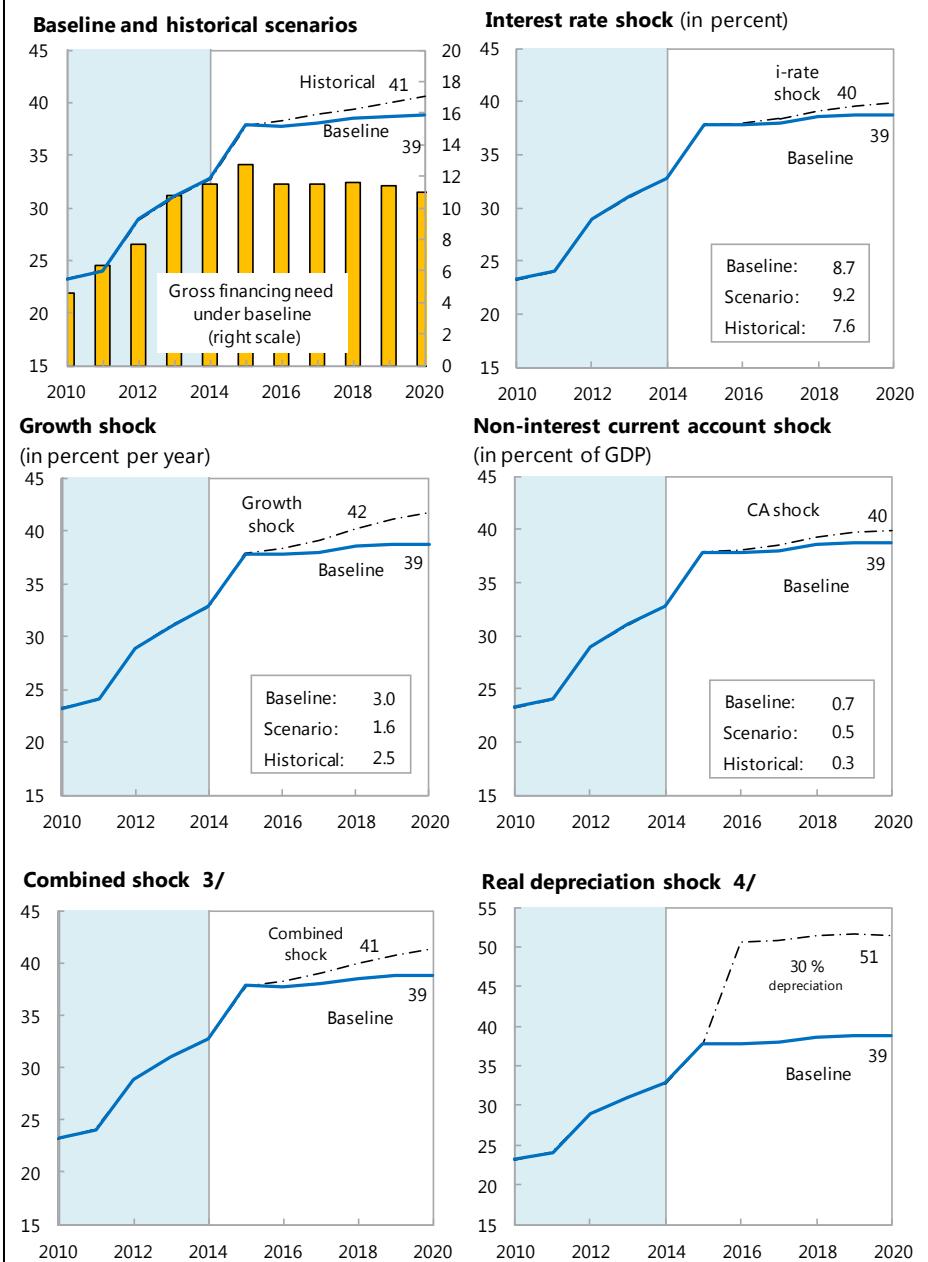 Baseline and historical scenarios
45
40
35
30
25
20
15
20
18
16
14
12
10
8
6
4
2
0
Historical 41
Baseline
39
Gross financing need
under baseline
(right scale)
2010 2012 2014 2016 2018 2020
Interest rate shock (in percent)
45
40
35
30
25
20
15
i-rate
shock 40
39
Baseline
Baseline: 8.7
Scenario: 9.2
Historical: 7.6
2010 2012 2014 2016 2018 2020
Growth shock
(in percent per year)
45
40
35
30
25
20
15
Growth
shock
42
Baseline 39
Baseline: 3.0
Scenario: 1.6
Historical: 2.5
2010 2012 2014 2016 2018 2020
Non-interest current account shock
(in percent of GDP)
45
40
35
30
25
20
15
CA shock 40
39
Baseline
Baseline: 0.7
Scenario: 0.5
Historical: 0.3
2010 2012 2014 2016 2018 2020
Combined shock 3/
45
40
35
30
25
20
15
Combined
shock 41
39
Baseline
2010 2012 2014 2016 2018 2020
Real depreciation shock 4/
55
50
45
40
35
30
25
20
15
51
30 %
depreciation
39
Baseline
2010 2012 2014 2016 2018 2020